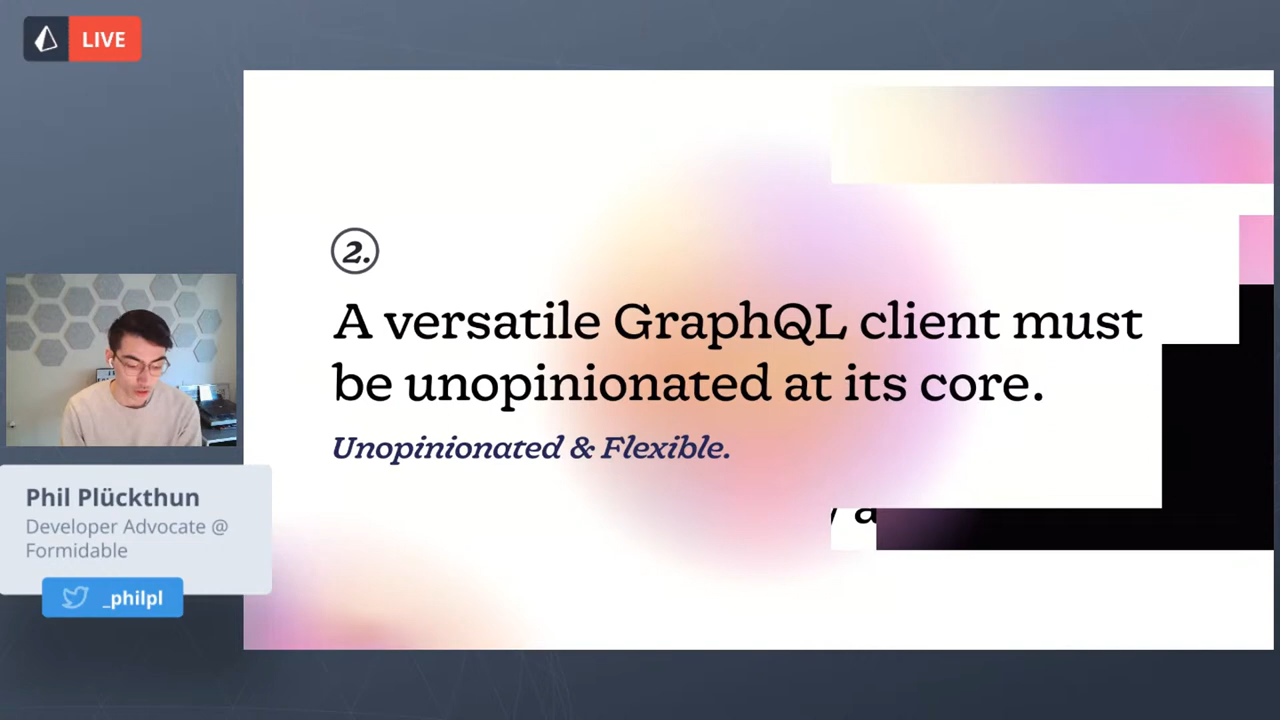 LIVE
2.
A versatile GraphQL client must
be unopinionated at its core.
Unopinionated & Flexible.
Phil Plückthun
Developer Advocate @
Formidable
_philpl